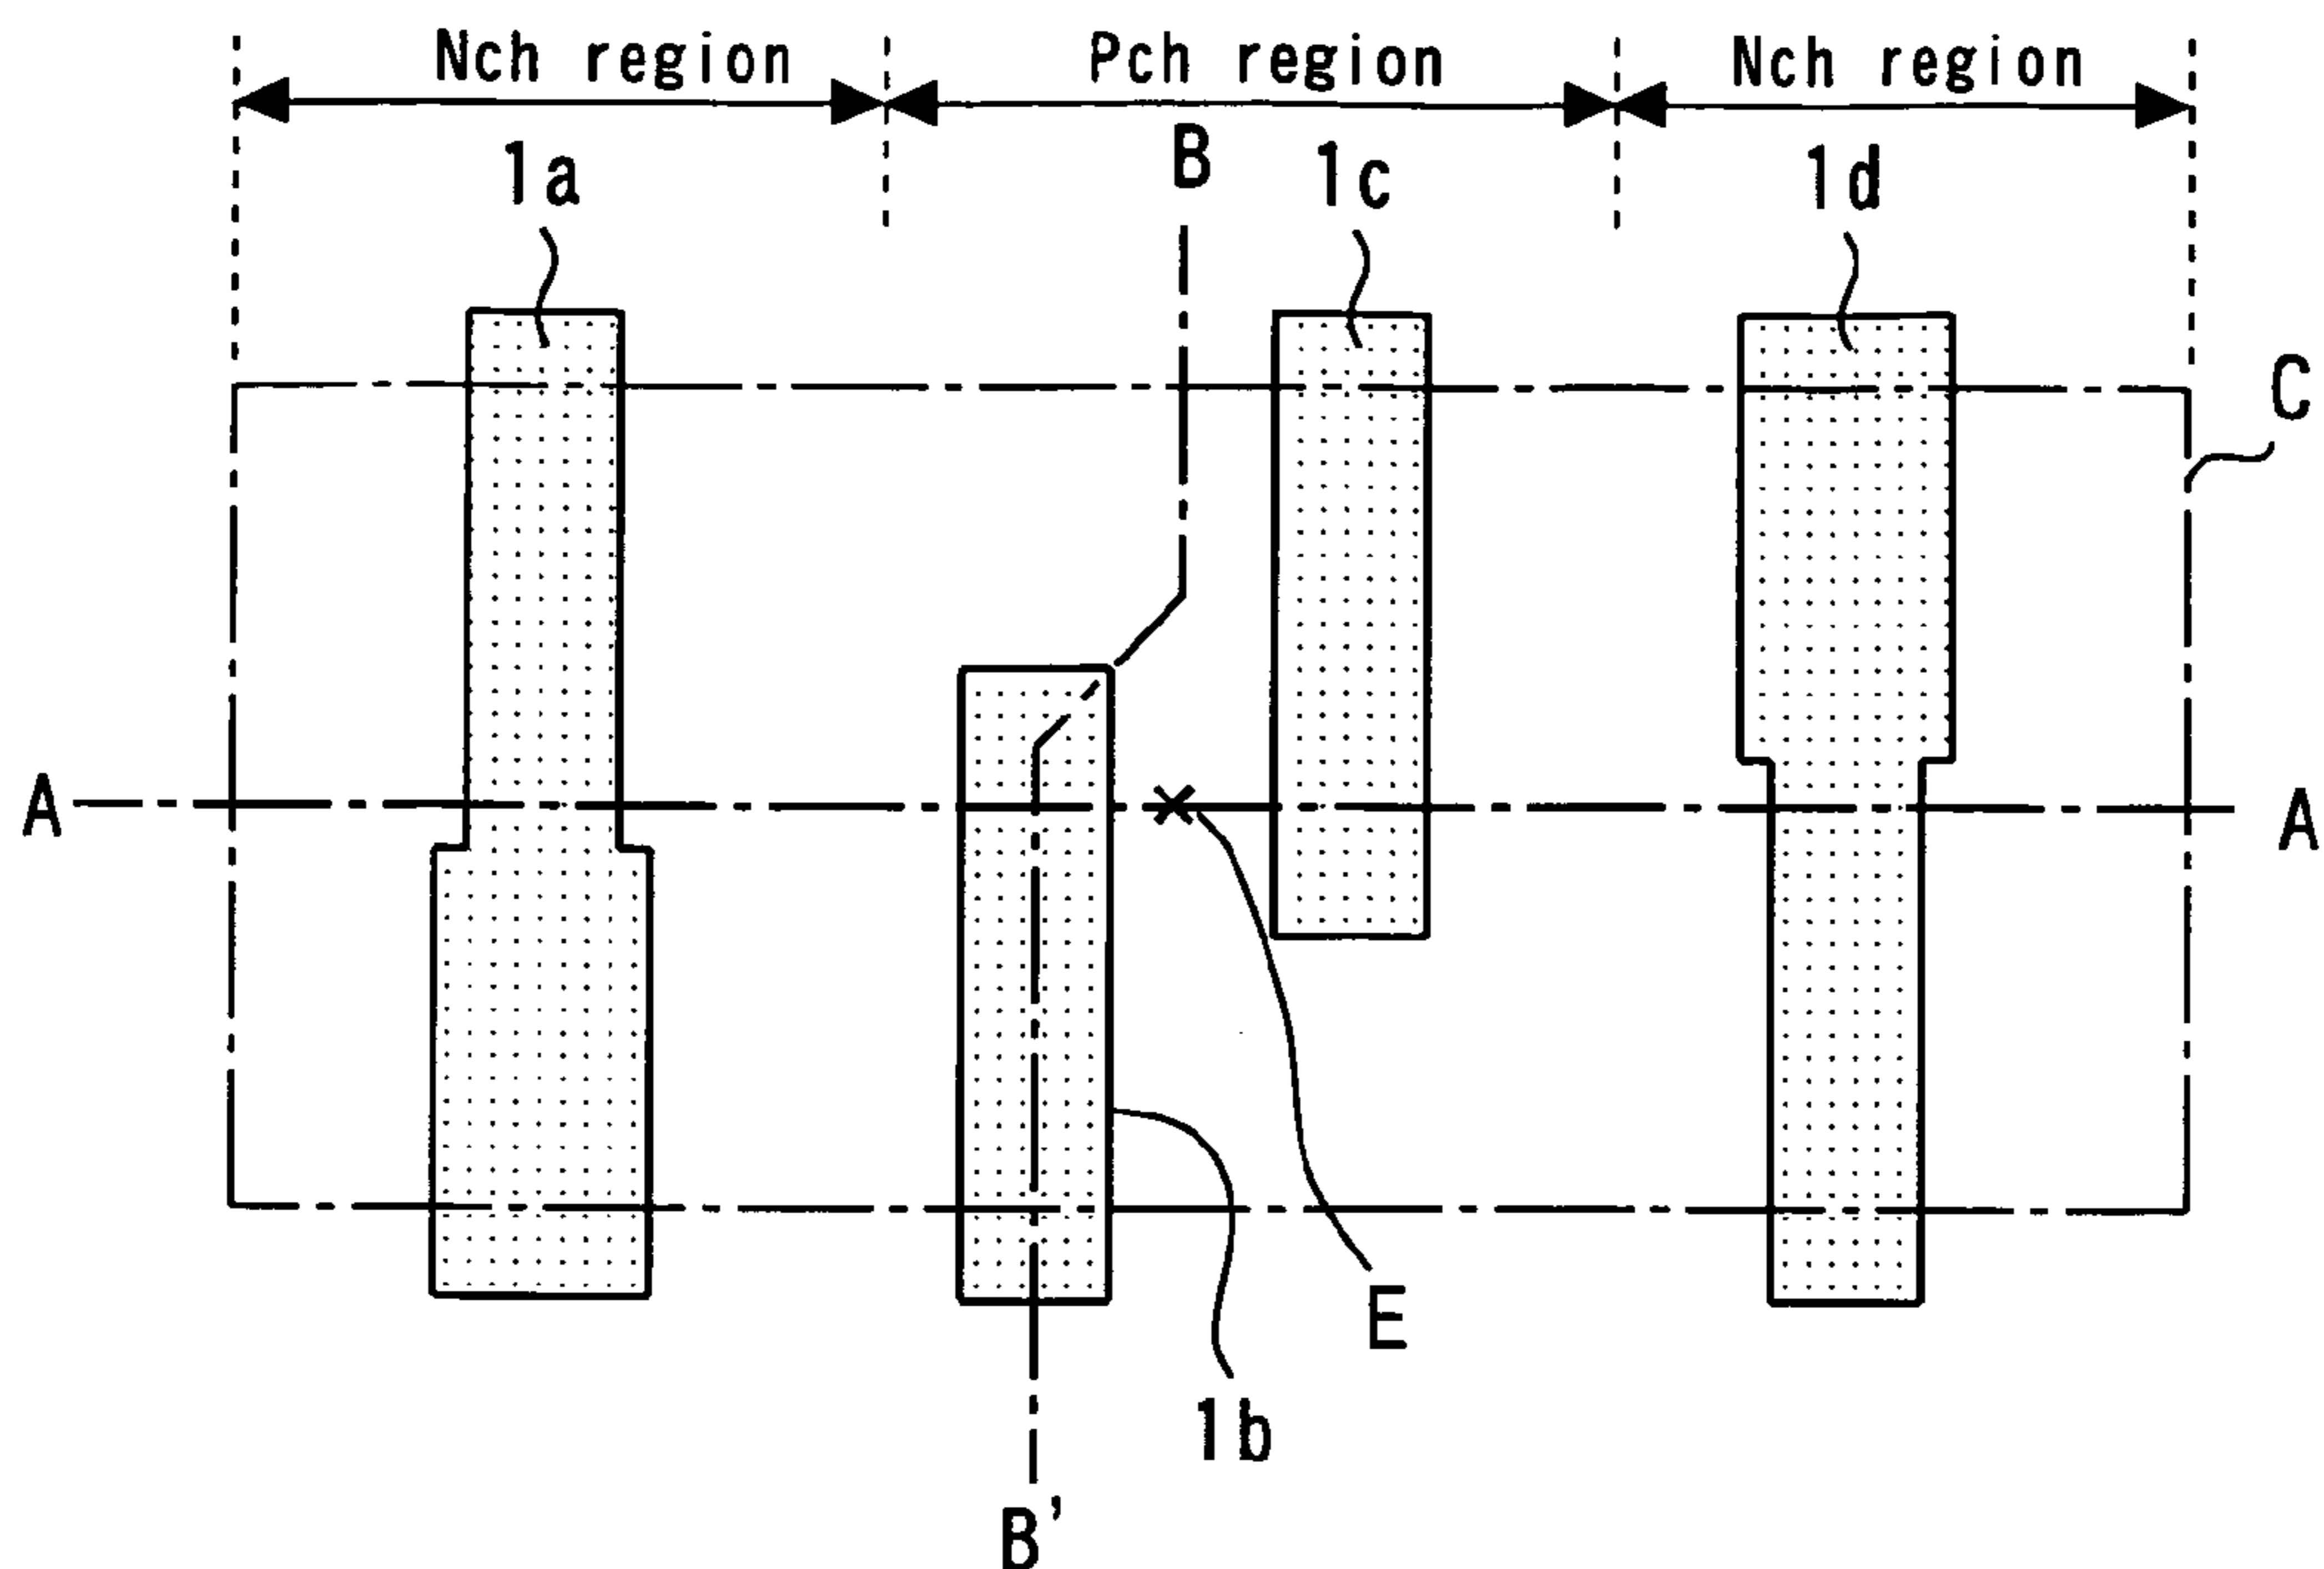 Nch region Pch region Nch region
1a B 1c 1d
C
A A
E
1b
B'